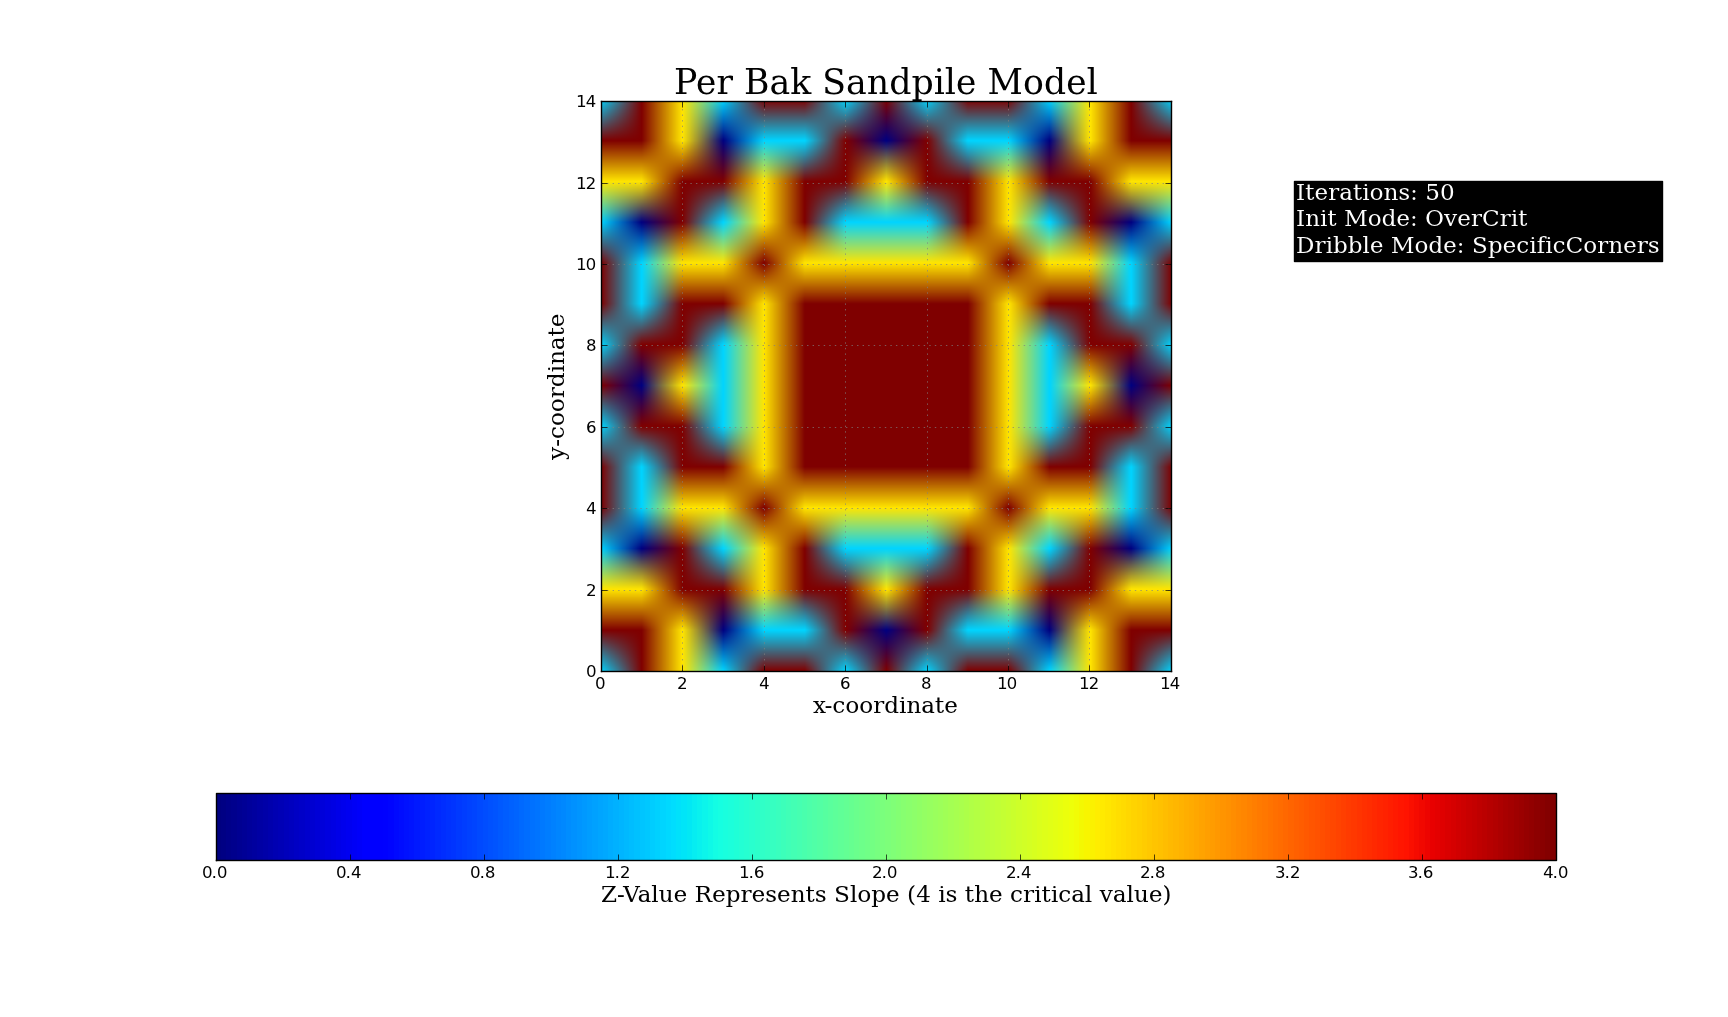 Per Bak Sandpile Model
14
12
10
8
6
4
2
0
y-coordinate
0 2 4 6 8 10 12 14
x-coordinate
Iterations: 50
Init Mode: OverCrit
Dribble Mode: SpecificCorners
0.0 0.4 0.8 1.2 1.6 2.0 2.4 2.8 3.2 3.6 4.0
Z-Value Represents Slope (4 is the critical value)